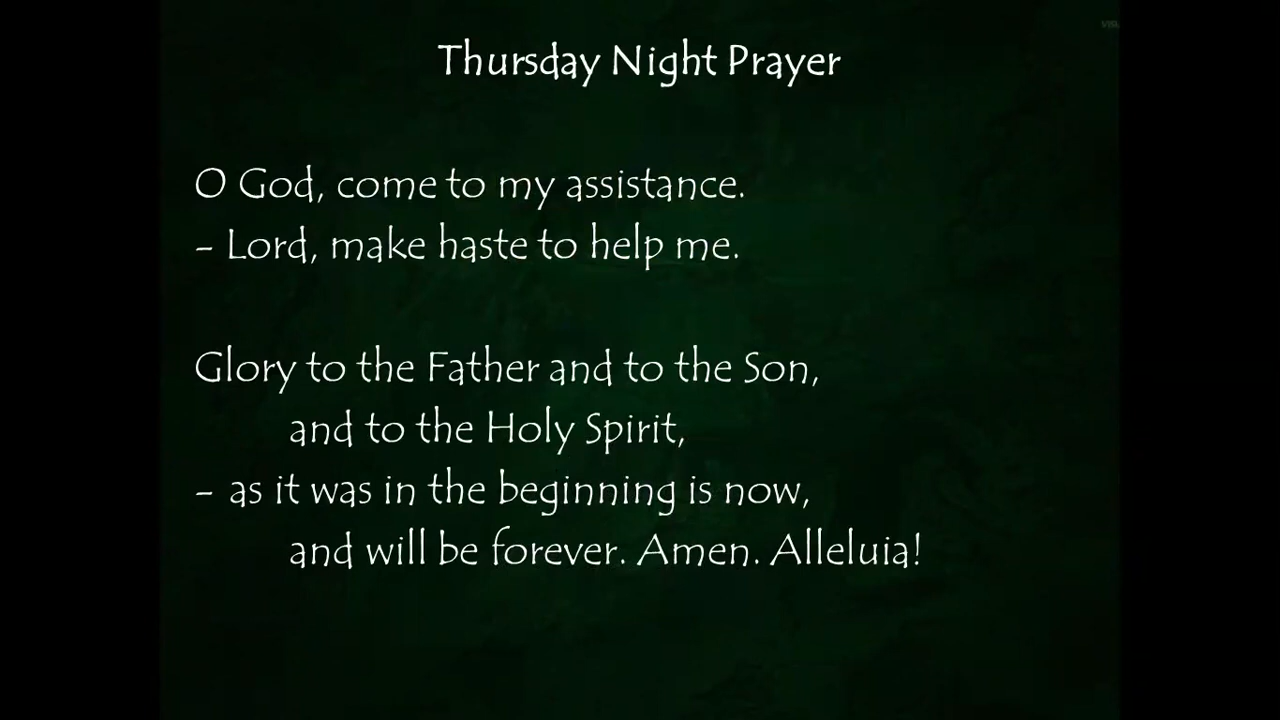 Thursday Night Prayer
O God, come to my assistance.
- Lord, make haste to help me.
Glory to the Father and to the Son,
and to the Holy Spirit,
- as it was in the beginning is now,
and will be forever. Amen. Alleluia!